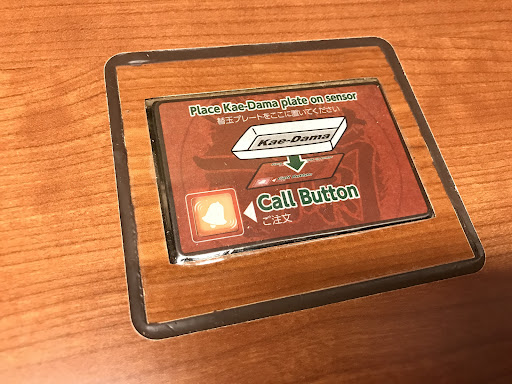 Place Kae-Dama plate on sensor
替玉プレートをここに置いてください
Kae-Dama
Call Button
ご注文